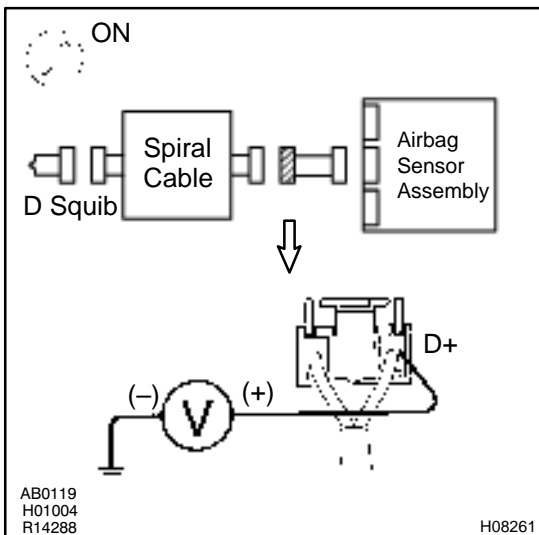 ON
Spiral
Cable
Airbag
Sensor
Assembly
D Squib
D+
(−)
(+)
V
AB0119
H01004
R14288
H08261